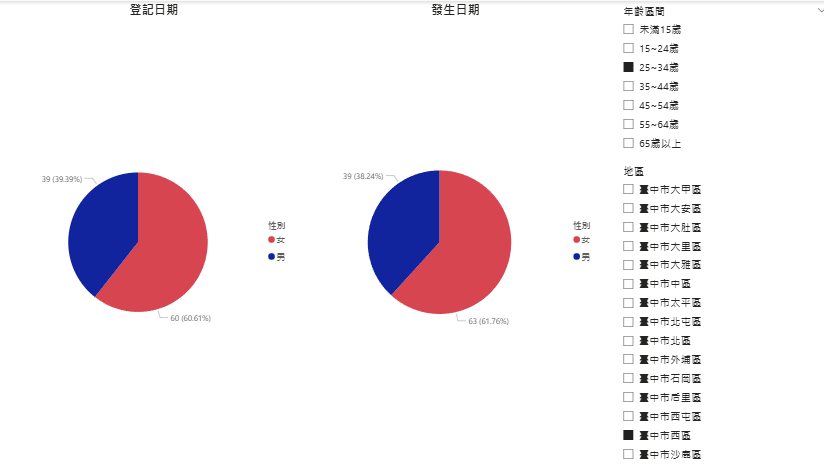 登記日期
39 (39.39%)
60 (60.61%)
性別
女
男
發生日期
39 (38.24%)
63 (61.76%)
性別
女
男
年齡區間
未滿15歲
15~24歲
25~34歲
35~44歲
45~54歲
55~64歲
65歲以上
地區
臺中市大甲區
臺中市大安區
臺中市大肚區
臺中市大里區
臺中市大雅區
臺中市中區
臺中市太平區
臺中市北屯區
臺中市北區
臺中市外埔區
臺中市石岡區
臺中市后里區
臺中市西屯區
臺中市西區
臺中市沙鹿區